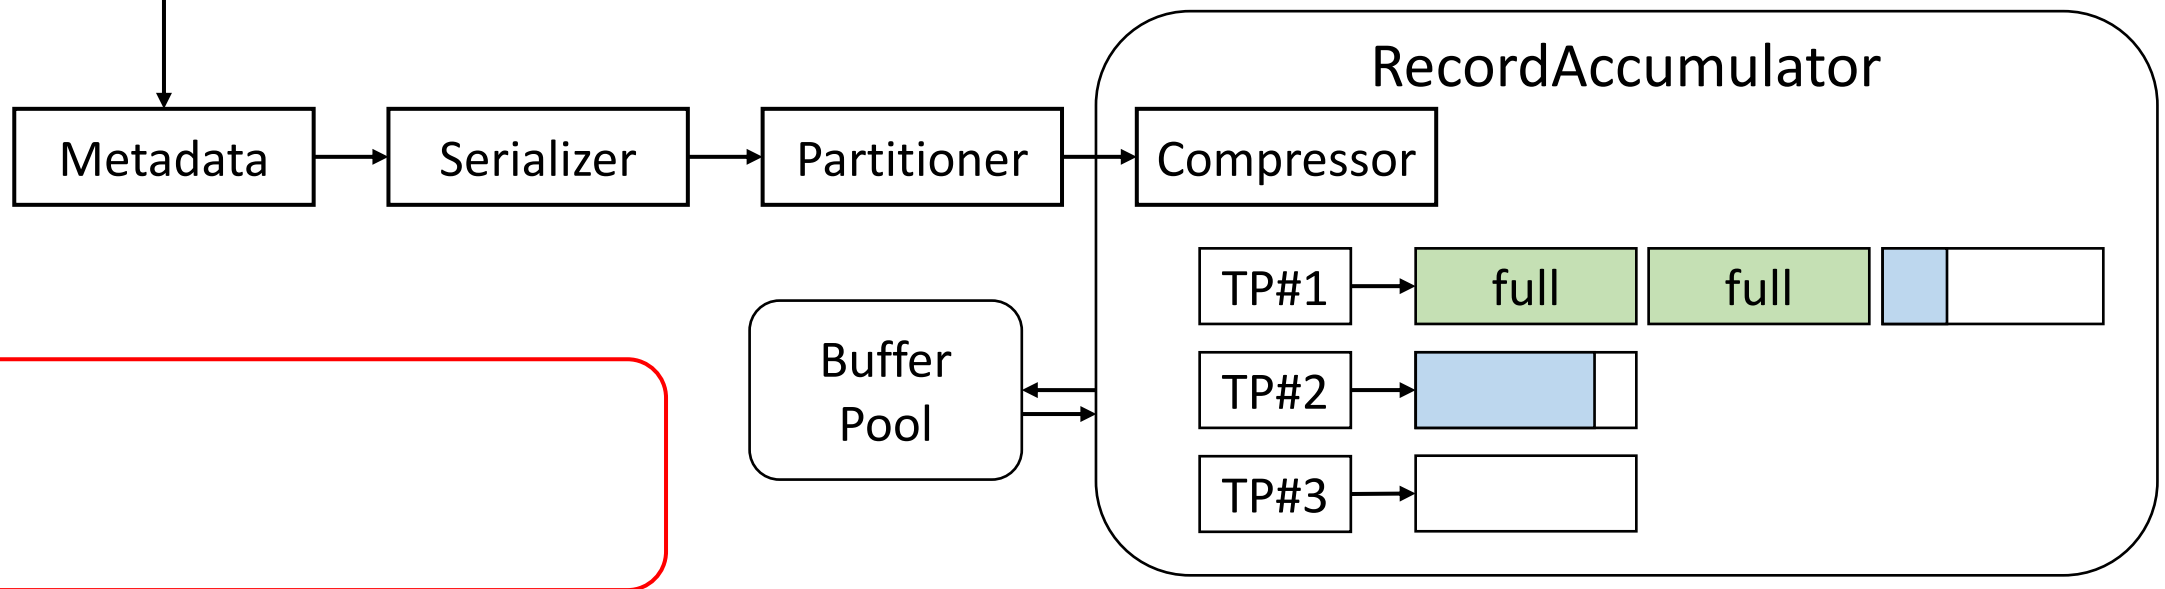 RecordAccumulator
Metadata
Serializer
Partitioner
Compressor
TP#1
full
full
Buffer
Pool
TP#2
TP#3